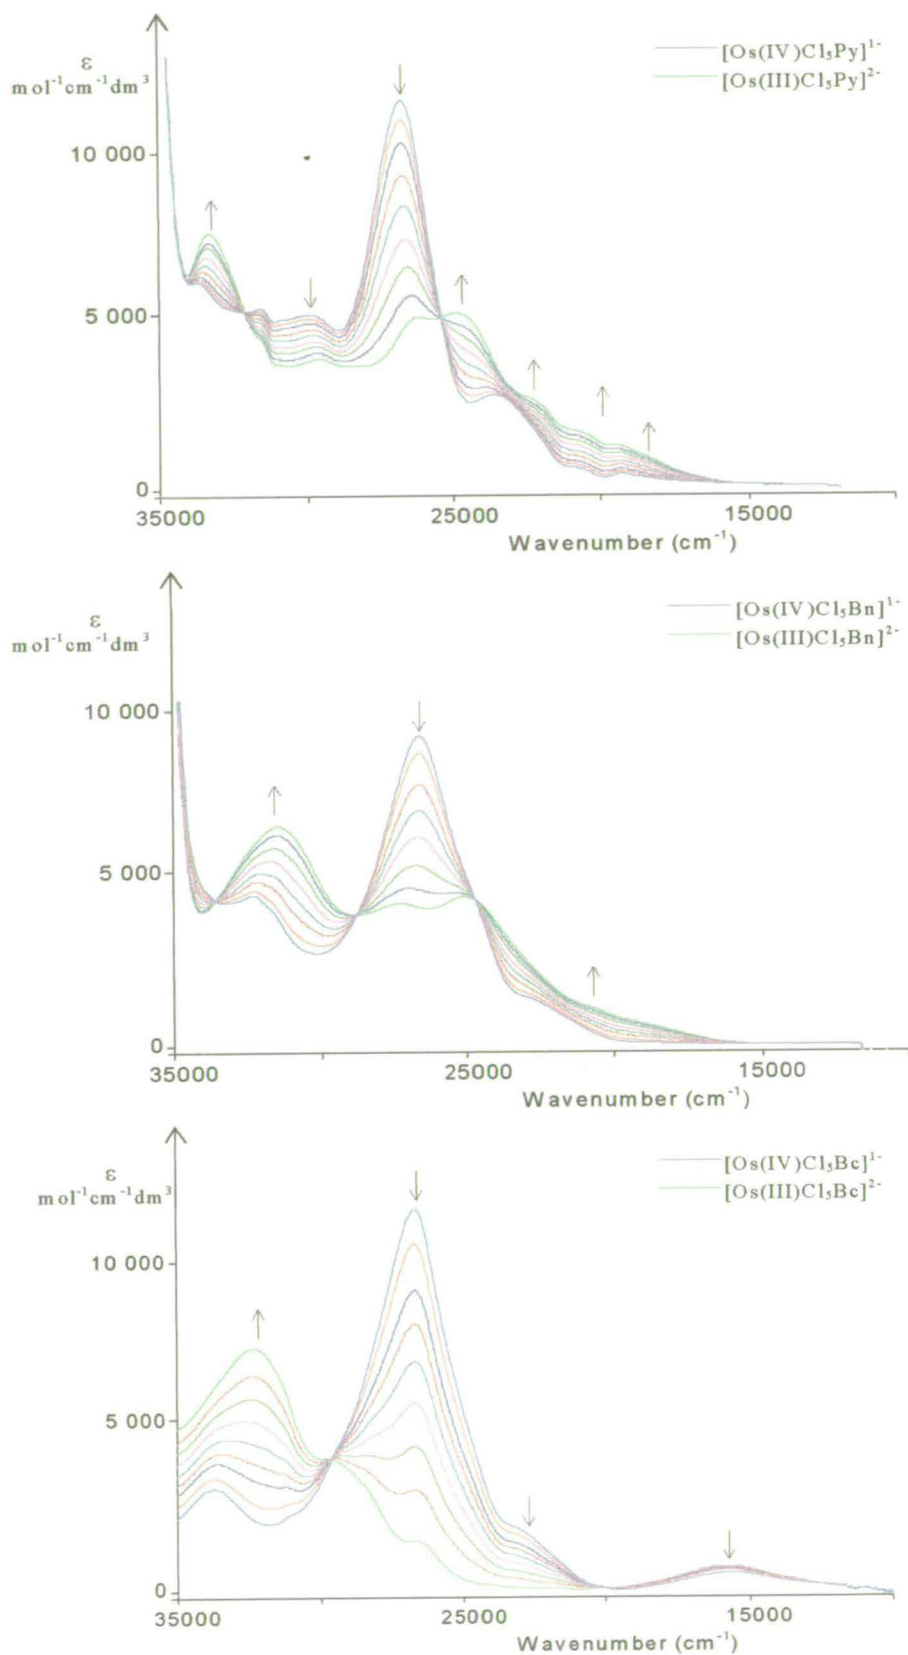 ε
mol⁻¹cm⁻¹dm³
[Os(IV)Cl₅Py]¹⁻
[Os(III)Cl₅Py]²⁻
10 000
5 000
0
35000 25000 15000
Wavenumber (cm⁻¹)
ε
mol⁻¹cm⁻¹dm³
[Os(IV)Cl₅Bn]¹⁻
[Os(III)Cl₅Bn]²⁻
10 000
5 000
0
35000 25000 15000
Wavenumber (cm⁻¹)
ε
mol⁻¹cm⁻¹dm³
[Os(IV)Cl₅Bc]¹⁻
[Os(III)Cl₅Bc]²⁻
10 000
5 000
0
35000 25000 15000
Wavenumber (cm⁻¹)